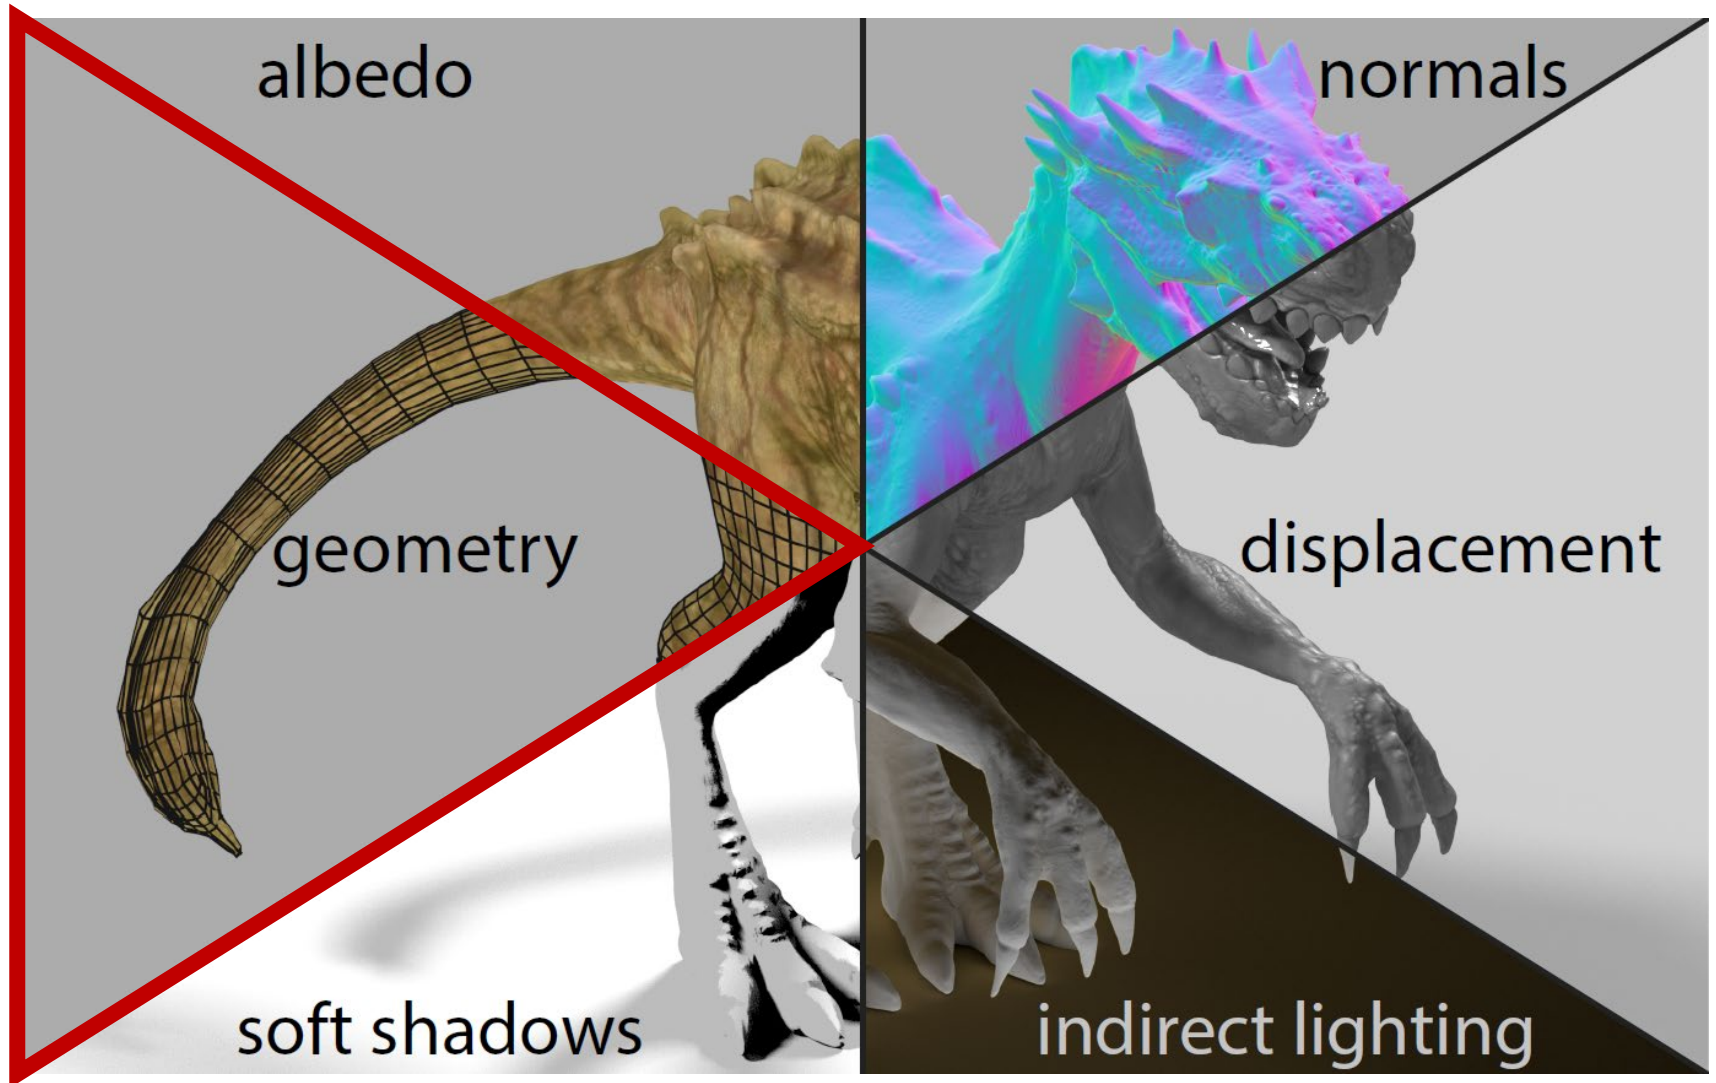 albedo
normals
geometry
displacement
soft shadows
indirect lighting